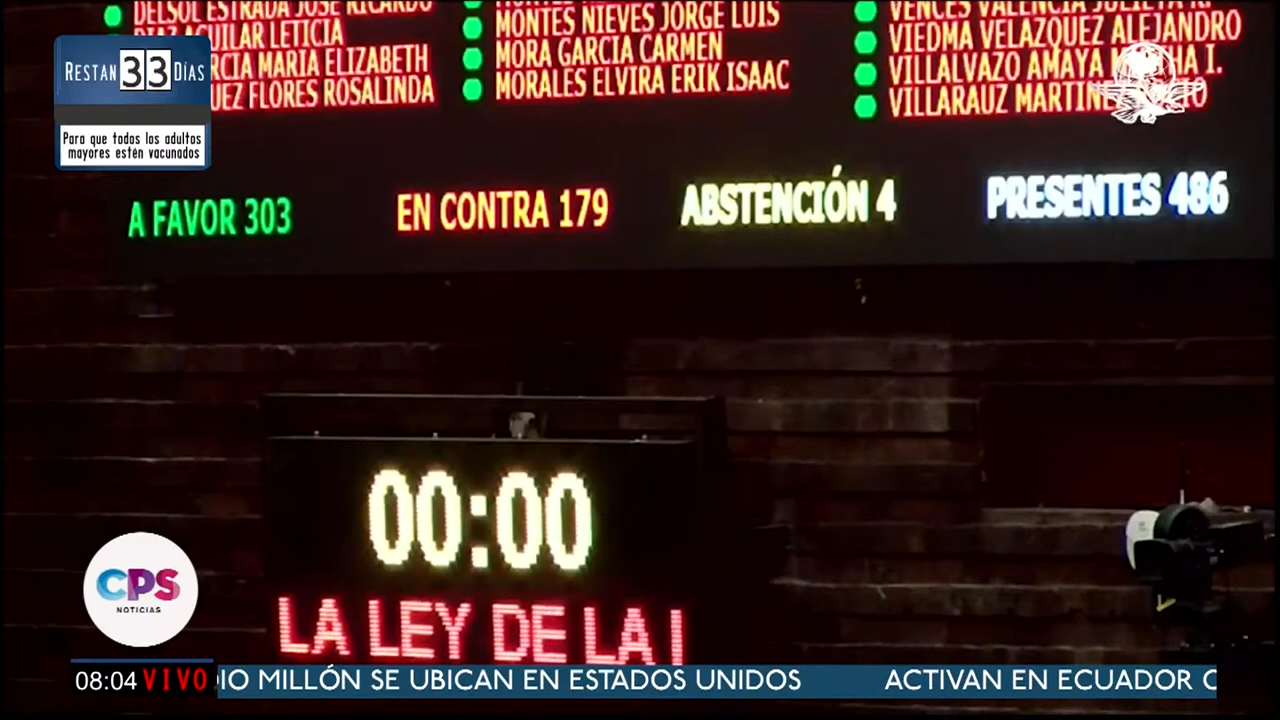 DELSOL ESTRADA JOSÉ RICARDO
DIAZ AGUILAR LETICIA
MARIA ELIZABETH
FLORES ROSALINDA
MONTES NIEVES JORGE LUIS
MORA GARCIA CARMEN
MORALES ELVIRA ERIK ISAAC
VENCES VALENCIA JULIETA
VIEDMA VELAZQUEZ ALEJANDRO
VILLALVAZO AMAYA I.
VILLARAUZ
RESTAN 33 DÍAS
Para que todos los adultos
mayores estén vacunados
A FAVOR 303
EN CONTRA 179
ABSTENCIÓN 4
PRESENTES 486
00:00
LA LEY DE LA
CPS
NOTICIAS
08:04 VIVO
IO MILLÓN SE UBICAN EN ESTADOS UNIDOS ACTIVAN EN ECUADOR